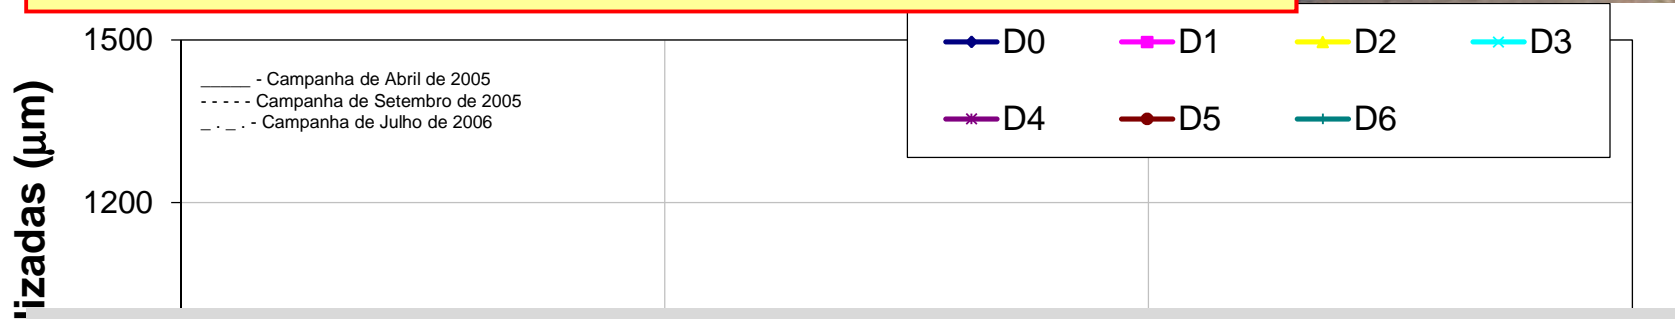 D0 D1 D2 D3
D4 D5 D6
1500
_____ - Campanha de Abril de 2005
- - - - - Campanha de Setembro de 2005
_ . _ . - Campanha de Julho de 2006
1200
(μm)